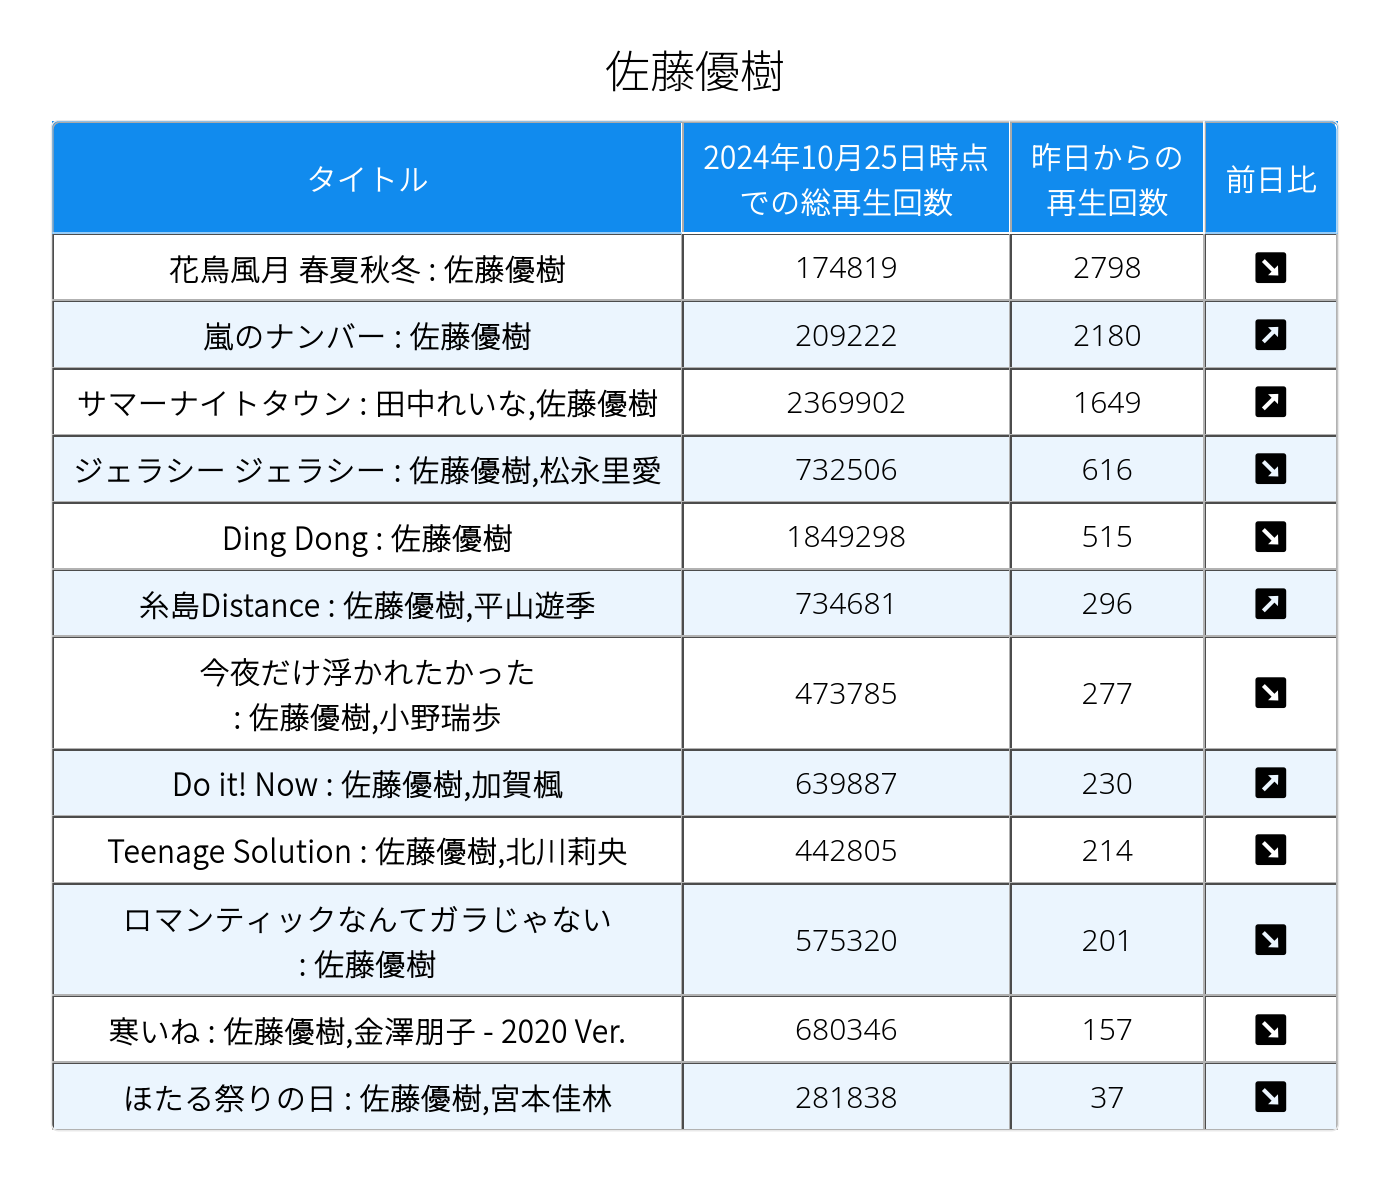 佐藤優樹
タイトル
2024年10月25日時点
での総再生回数
昨日からの
再生回数
前日比
花鳥風月 春夏秋冬 : 佐藤優樹 174819 2798 ↘
嵐のナンバー : 佐藤優樹 209222 2180 ↗
サマーナイトタウン : 田中れいな,佐藤優樹 2369902 1649 ↗
ジェラシー ジェラシー : 佐藤優樹,松永里愛 732506 616 ↘
Ding Dong : 佐藤優樹 1849298 515 ↘
糸島Distance : 佐藤優樹,平山遊季 734681 296 ↗
今夜だけ浮かれたかった
: 佐藤優樹,小野瑞歩 473785 277 ↘
Do it! Now : 佐藤優樹,加賀楓 639887 230 ↗
Teenage Solution : 佐藤優樹,北川莉央 442805 214 ↘
ロマンティックなんてガラじゃない
: 佐藤優樹 575320 201 ↘
寒いね : 佐藤優樹,金澤朋子 - 2020 Ver. 680346 157 ↘
ほたる祭りの日 : 佐藤優樹,宮本佳林 281838 37 ↘